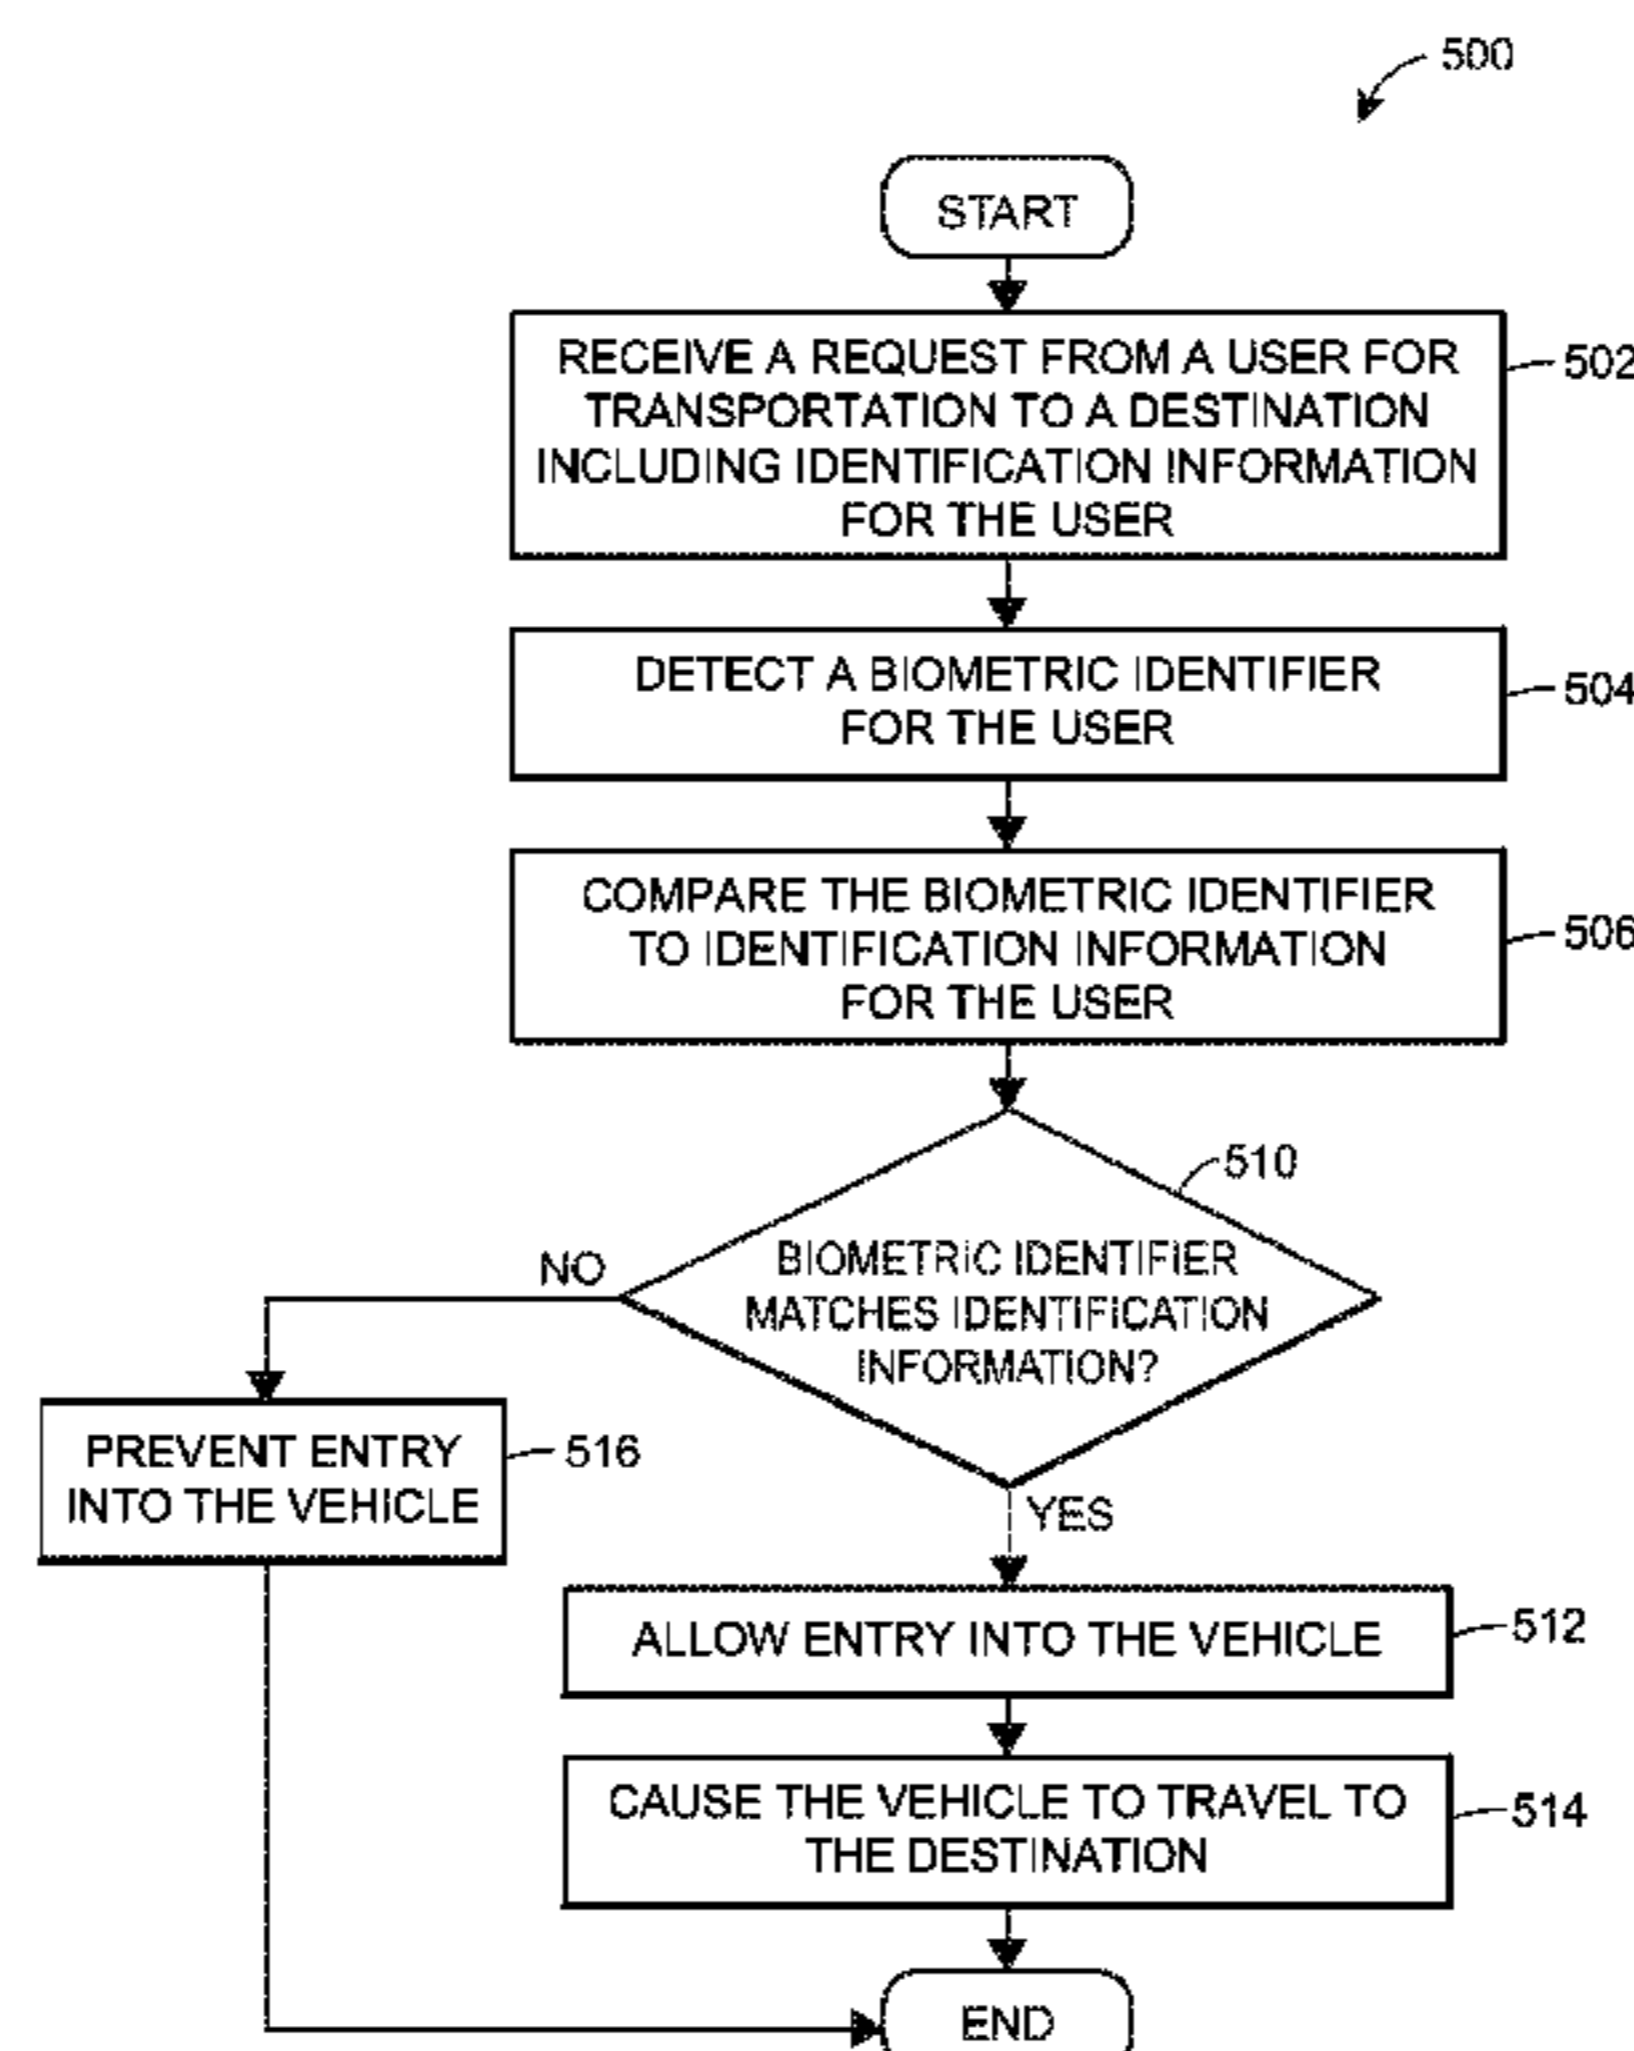 500
START
RECEIVE A REQUEST FROM A USER FOR
TRANSPORTATION TO A DESTINATION
INCLUDING IDENTIFICATION INFORMATION
FOR THE USER
502
DETECT A BIOMETRIC IDENTIFIER
FOR THE USER
504
COMPARE THE BIOMETRIC IDENTIFIER
TO IDENTIFICATION INFORMATION
FOR THE USER
506
510
BIOMETRIC IDENTIFIER
MATCHES IDENTIFICATION
INFORMATION?
NO
PREVENT ENTRY
INTO THE VEHICLE
516
YES
ALLOW ENTRY INTO THE VEHICLE
512
CAUSE THE VEHICLE TO TRAVEL TO
THE DESTINATION
514
END